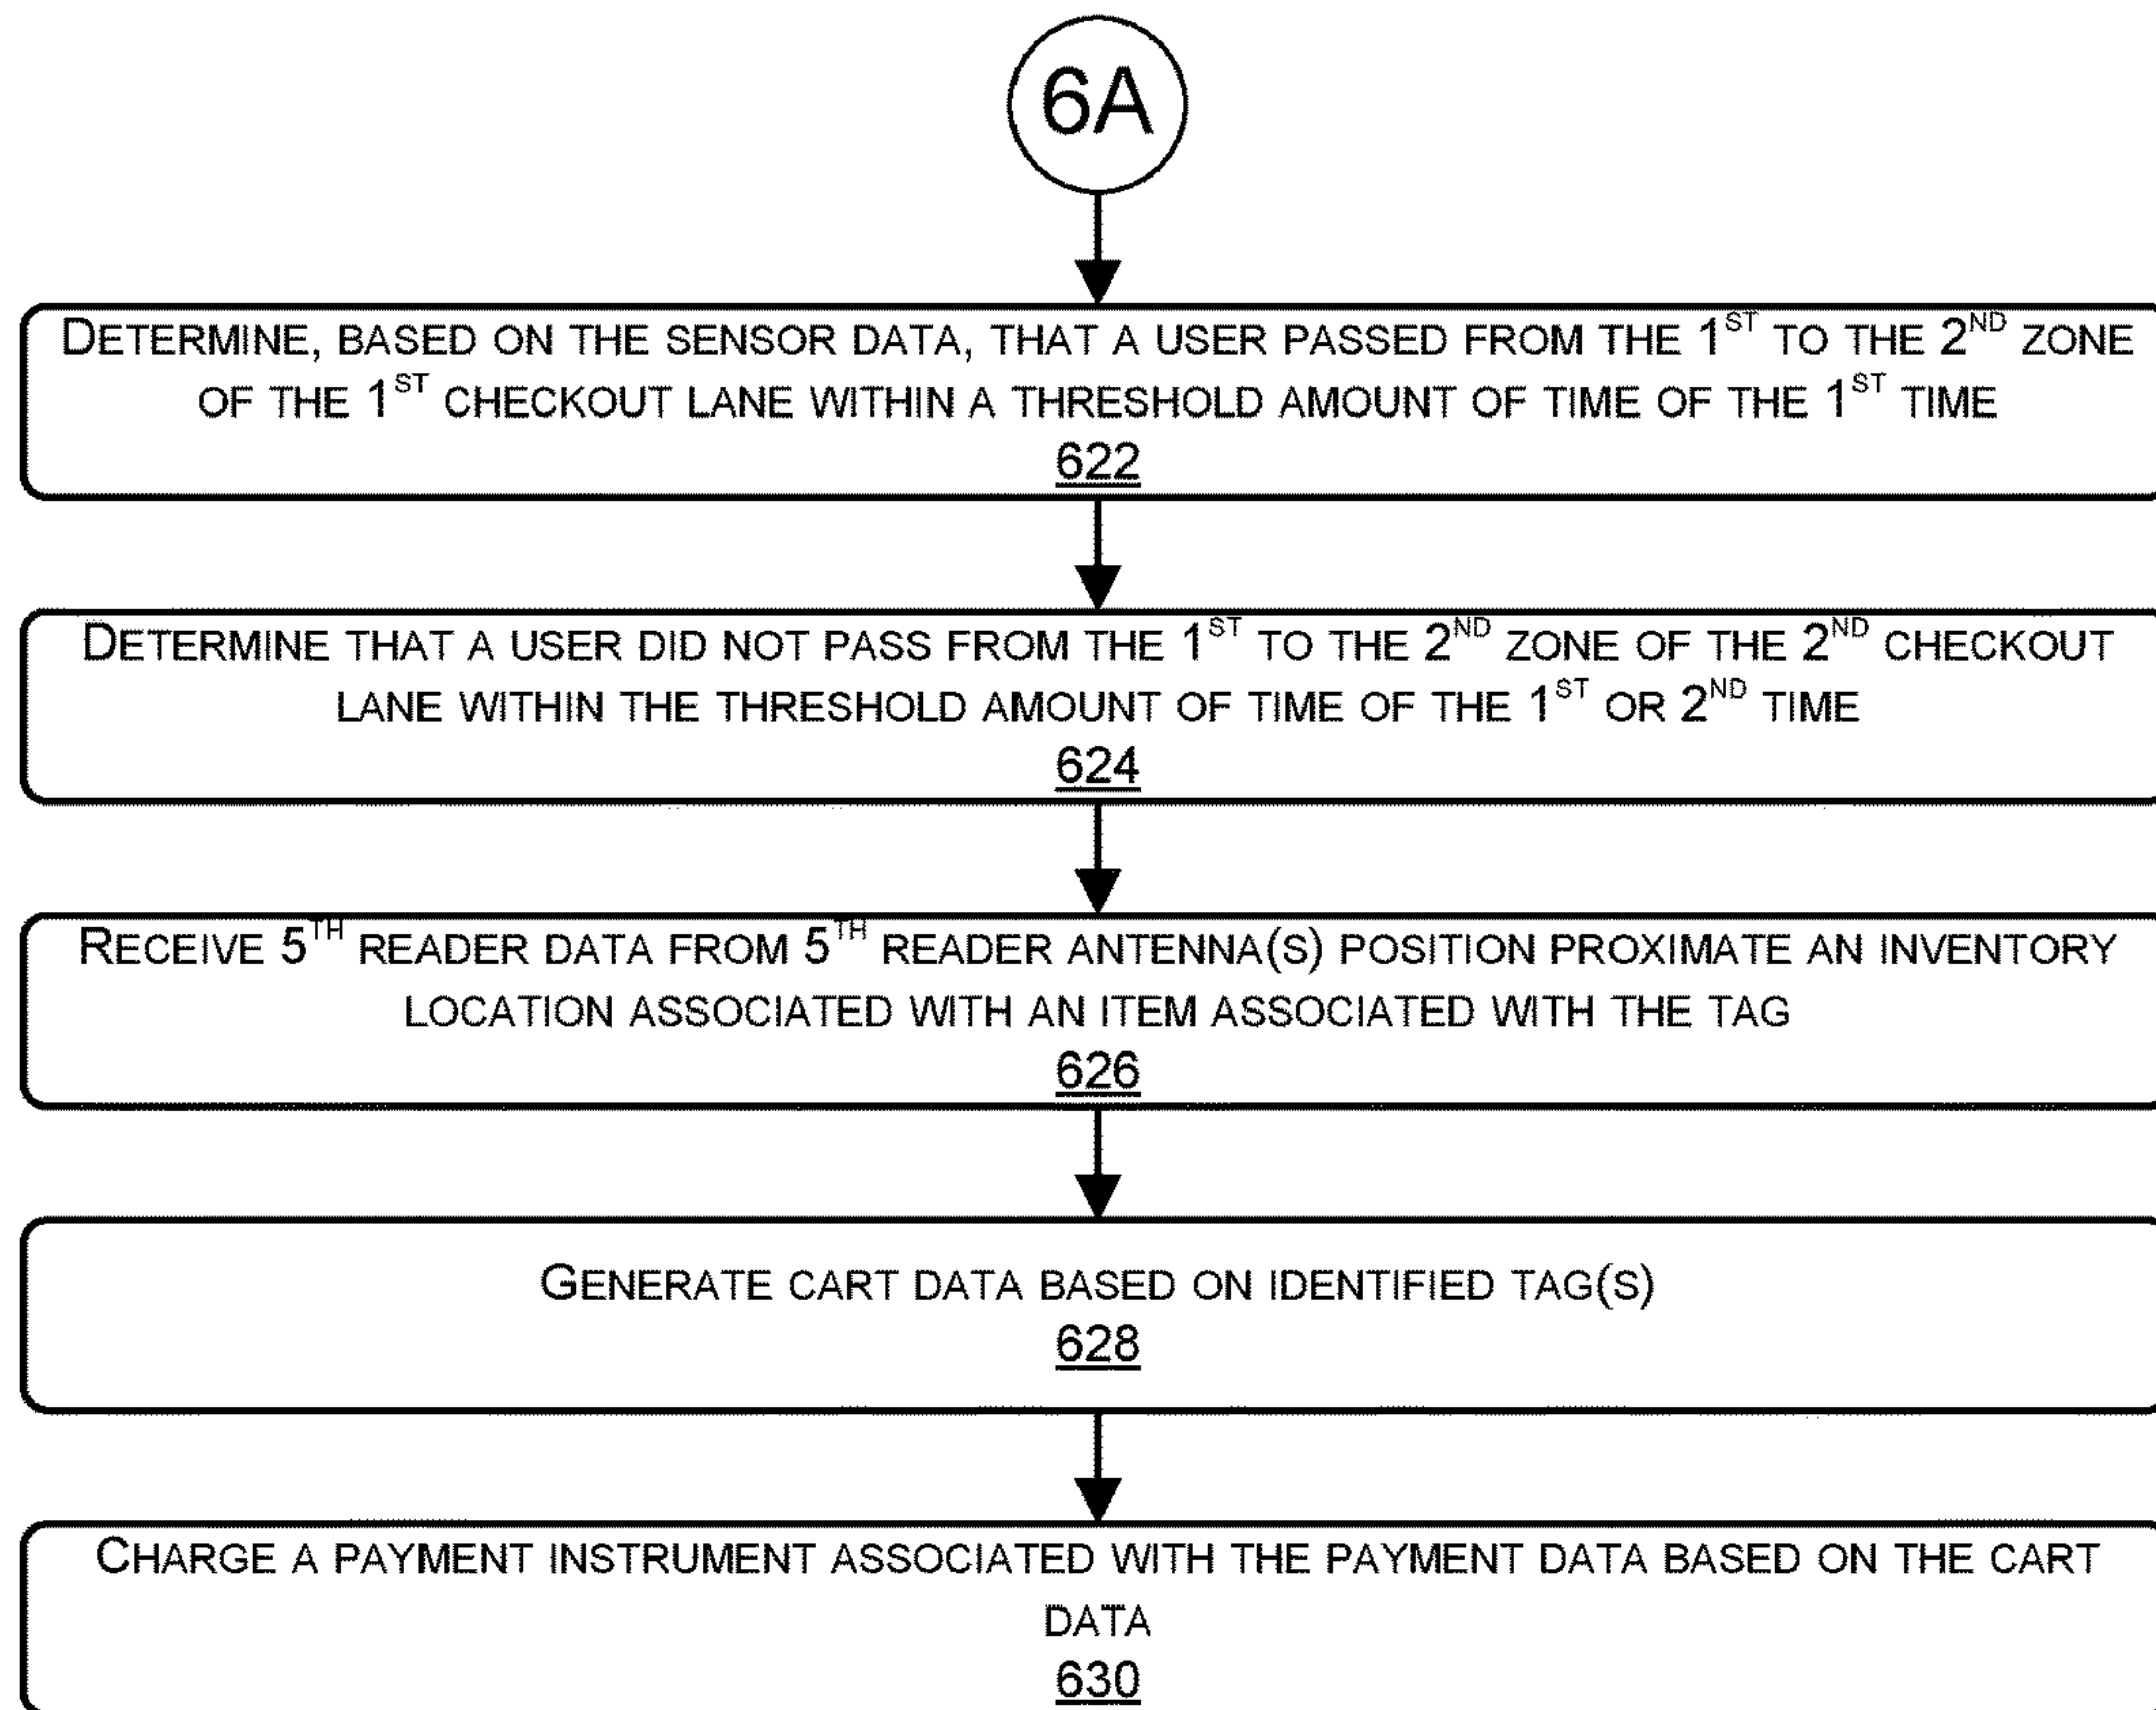 6A
DETERMINE, BASED ON THE SENSOR DATA, THAT A USER PASSED FROM THE 1ST TO THE 2ND ZONE
OF THE 1ST CHECKOUT LANE WITHIN A THRESHOLD AMOUNT OF TIME OF THE 1ST TIME
622
DETERMINE THAT A USER DID NOT PASS FROM THE 1ST TO THE 2ND ZONE OF THE 2ND CHECKOUT
LANE WITHIN THE THRESHOLD AMOUNT OF TIME OF THE 1ST OR 2ND TIME
624
RECEIVE 5TH READER DATA FROM 5TH READER ANTENNA(S) POSITION PROXIMATE AN INVENTORY
LOCATION ASSOCIATED WITH AN ITEM ASSOCIATED WITH THE TAG
626
GENERATE CART DATA BASED ON IDENTIFIED TAG(S)
628
CHARGE A PAYMENT INSTRUMENT ASSOCIATED WITH THE PAYMENT DATA BASED ON THE CART
DATA
630